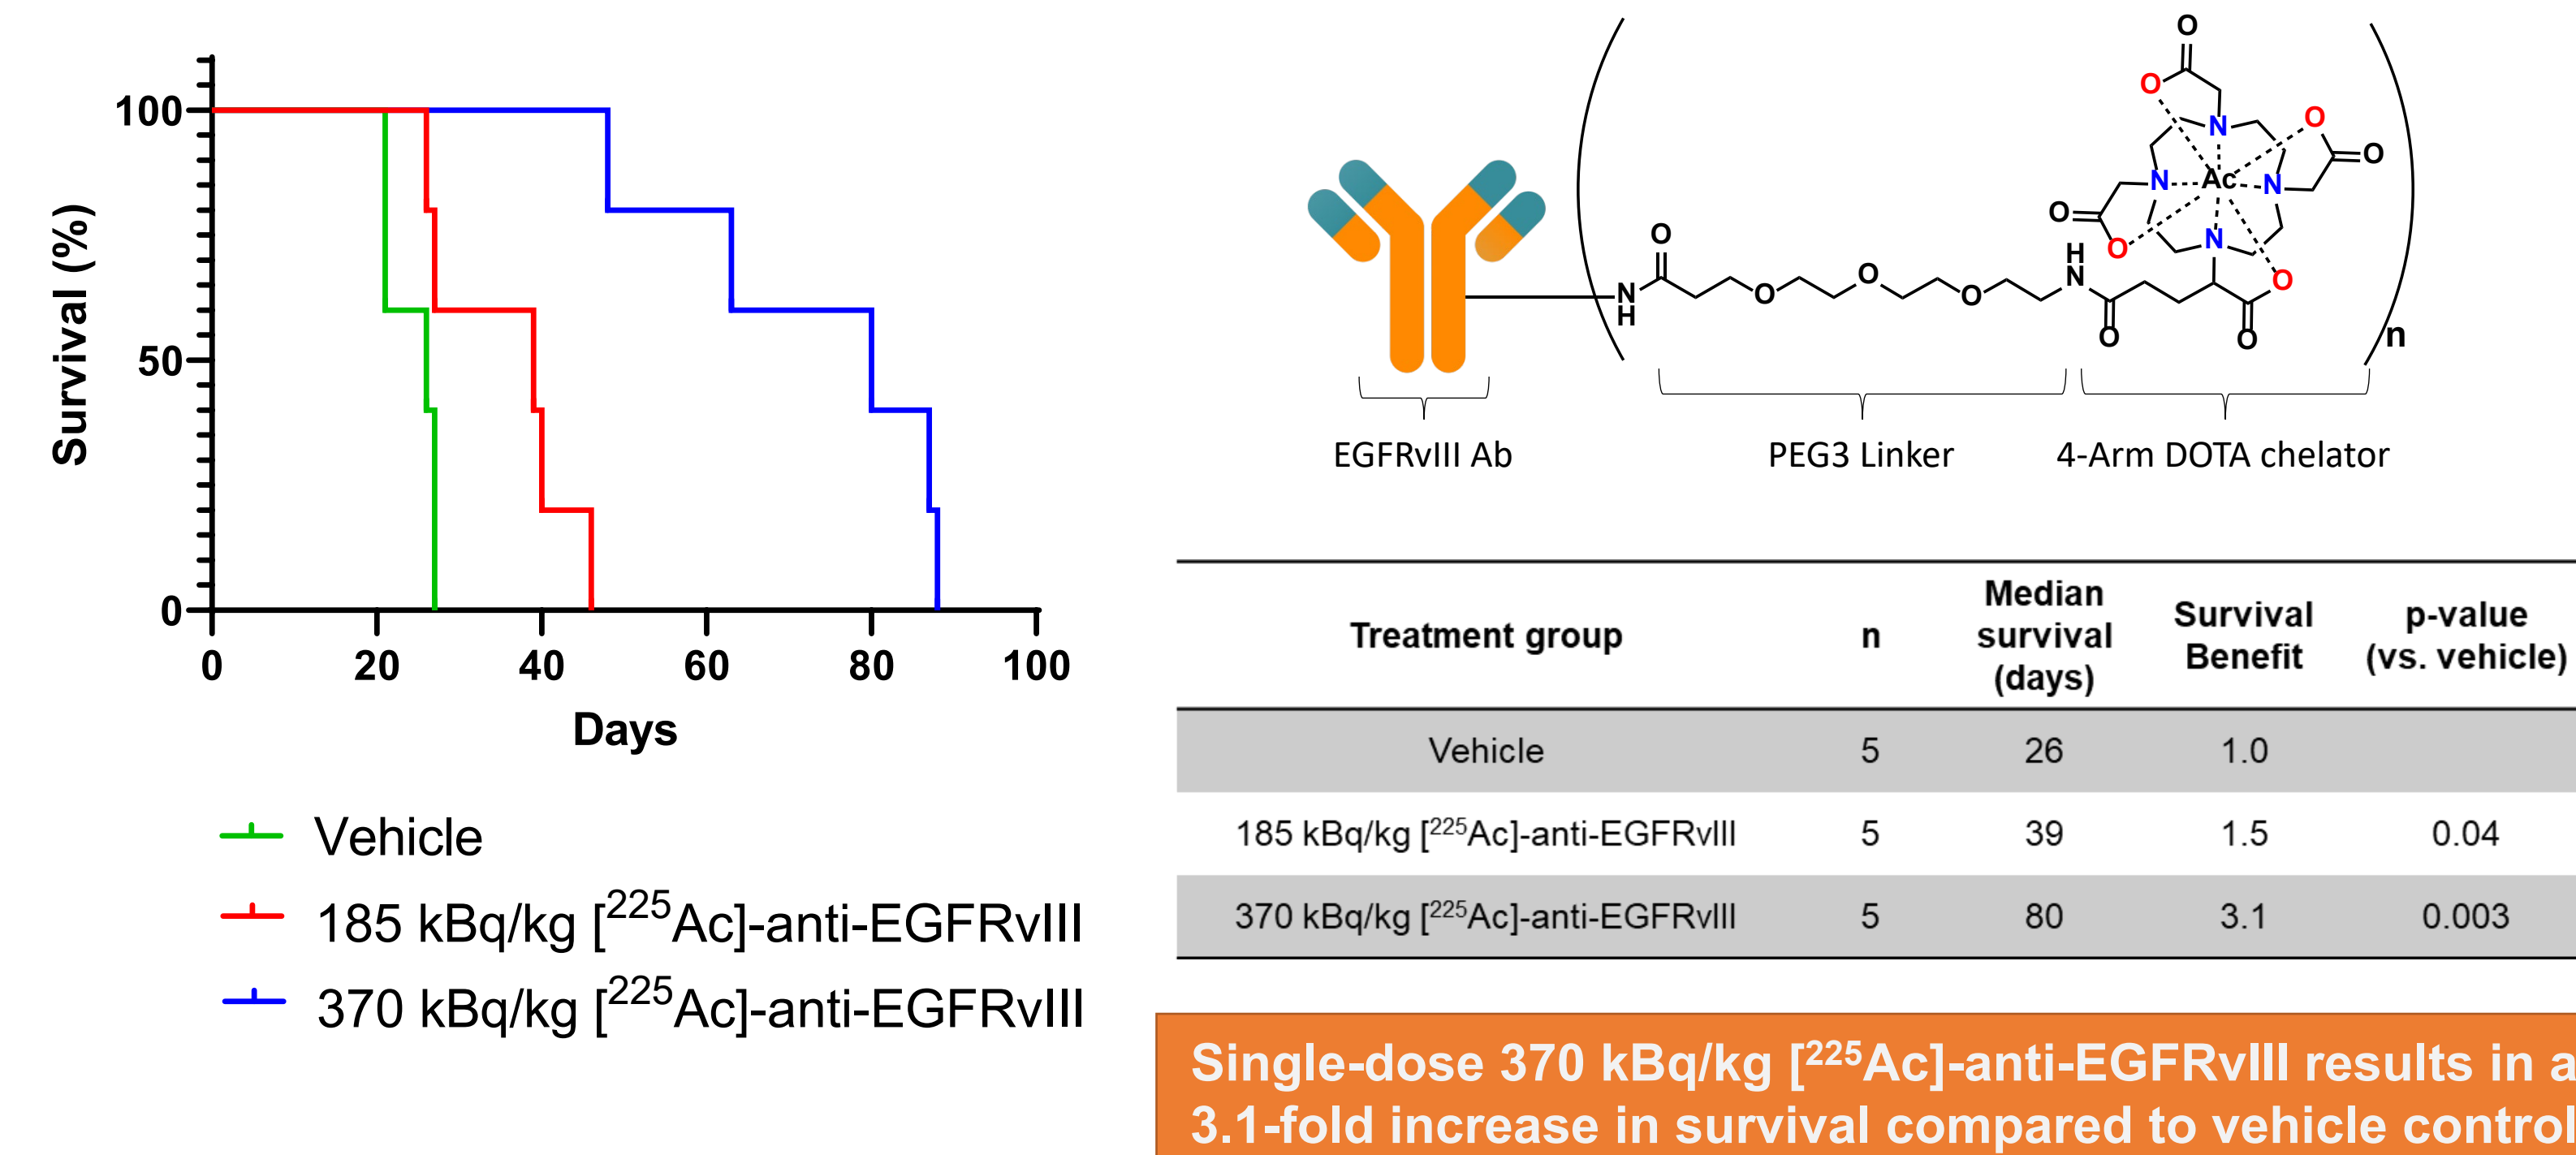 Survival (%)
100
50
0
0 20 40 60 80 100
Days
Vehicle
185 kBq/kg [²²⁵Ac]-anti-EGFRvIII
370 kBq/kg [²²⁵Ac]-anti-EGFRvIII
O
O
O
N
O
N
Ac
N
O
O
N
O
H
N
O
O
O
O
O
N
H
O
O
n
EGFRvIII Ab
PEG3 Linker
4-Arm DOTA chelator
Treatment group n Median survival (days) Survival Benefit p-value (vs. vehicle)
Vehicle 5 26 1.0
185 kBq/kg [²²⁵Ac]-anti-EGFRvIII 5 39 1.5 0.04
370 kBq/kg [²²⁵Ac]-anti-EGFRvIII 5 80 3.1 0.003
Single-dose 370 kBq/kg [²²⁵Ac]-anti-EGFRvIII results in a
3.1-fold increase in survival compared to vehicle control